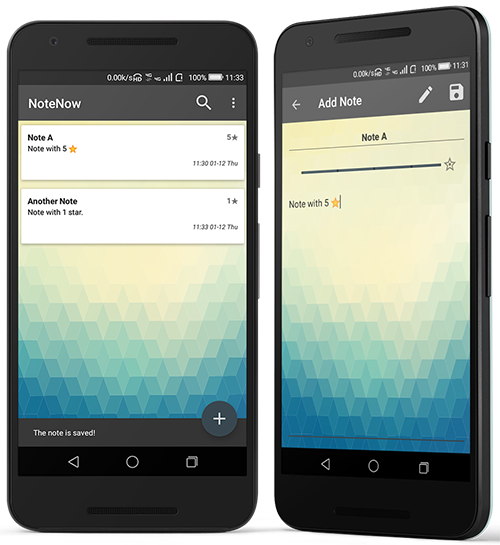 0.00k/s 4G 100% 11:33
NoteNow
Note A 5★
Note with 5 ⭐
11:30 01-12 Thu
Another Note 1★
Note with 1 star.
11:33 01-12 Thu
+
The note is saved!
0.00k/s 4G 100% 11:31
Add Note
Note A
Note with 5 ⭐